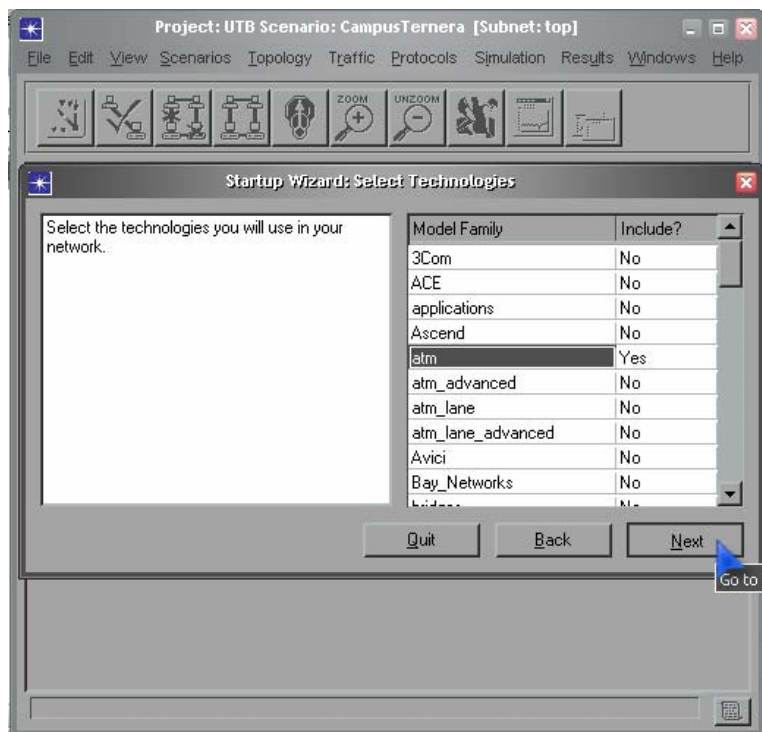 Project: UTB Scenario: CampusTernera [Subnet: top]
File Edit View Scenarios Topology Traffic Protocols Simulation Results Windows Help
ZOOM
UNZOOM
Startup Wizard: Select Technologies
Select the technologies you will use in your
network.
Model Family Include?
3Com No
ACE No
applications No
Ascend No
atm Yes
atm_advanced No
atm_lane No
atm_lane_advanced No
Avici No
Bay_Networks No
Quit Back Next
Go to